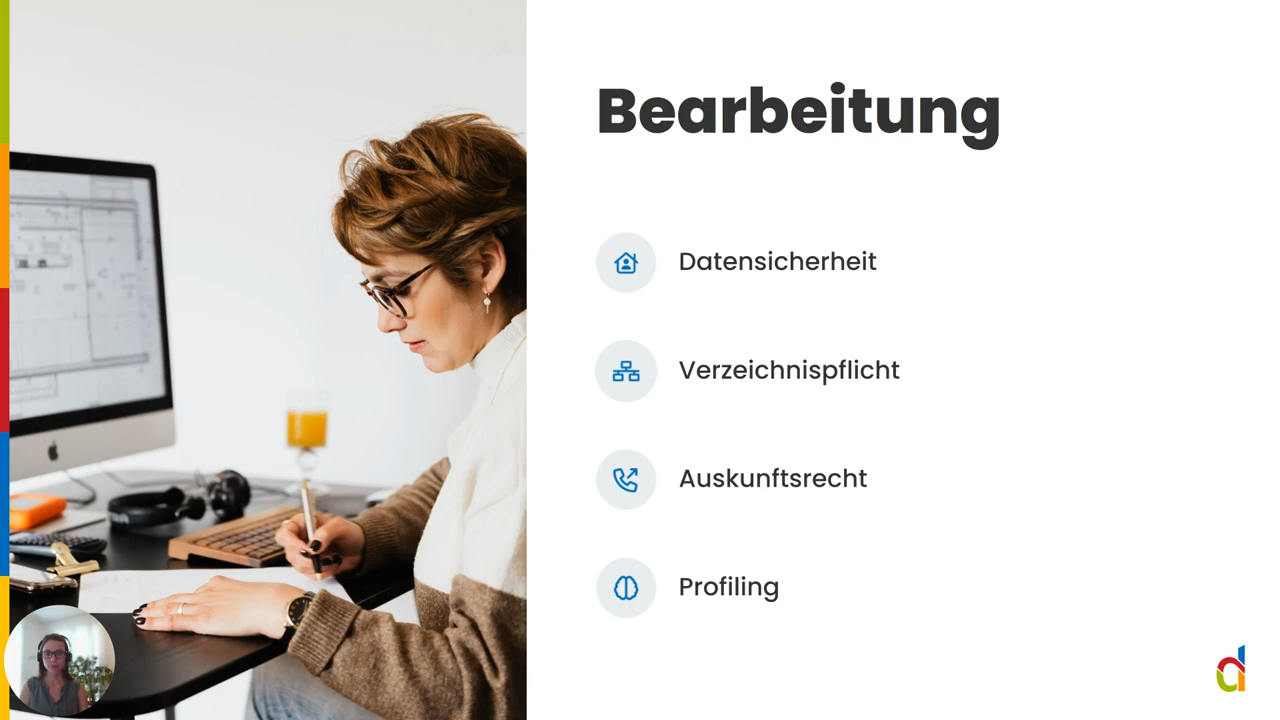 Bearbeitung
Datensicherheit
Verzeichnispflicht
Auskunftsrecht
Profiling